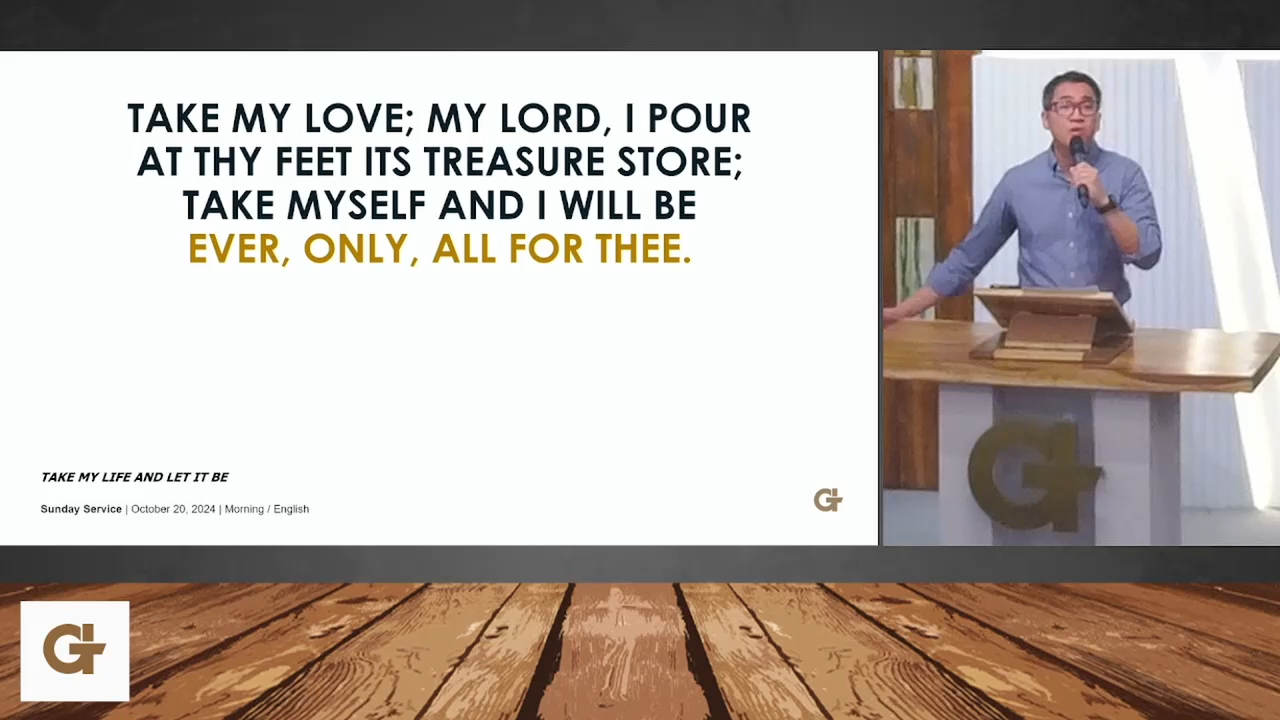 TAKE MY LOVE; MY LORD, I POUR
AT THY FEET ITS TREASURE STORE;
TAKE MYSELF AND I WILL BE
EVER, ONLY, ALL FOR THEE.
TAKE MY LIFE AND LET IT BE
Sunday Service | October 20, 2024 | Morning / English